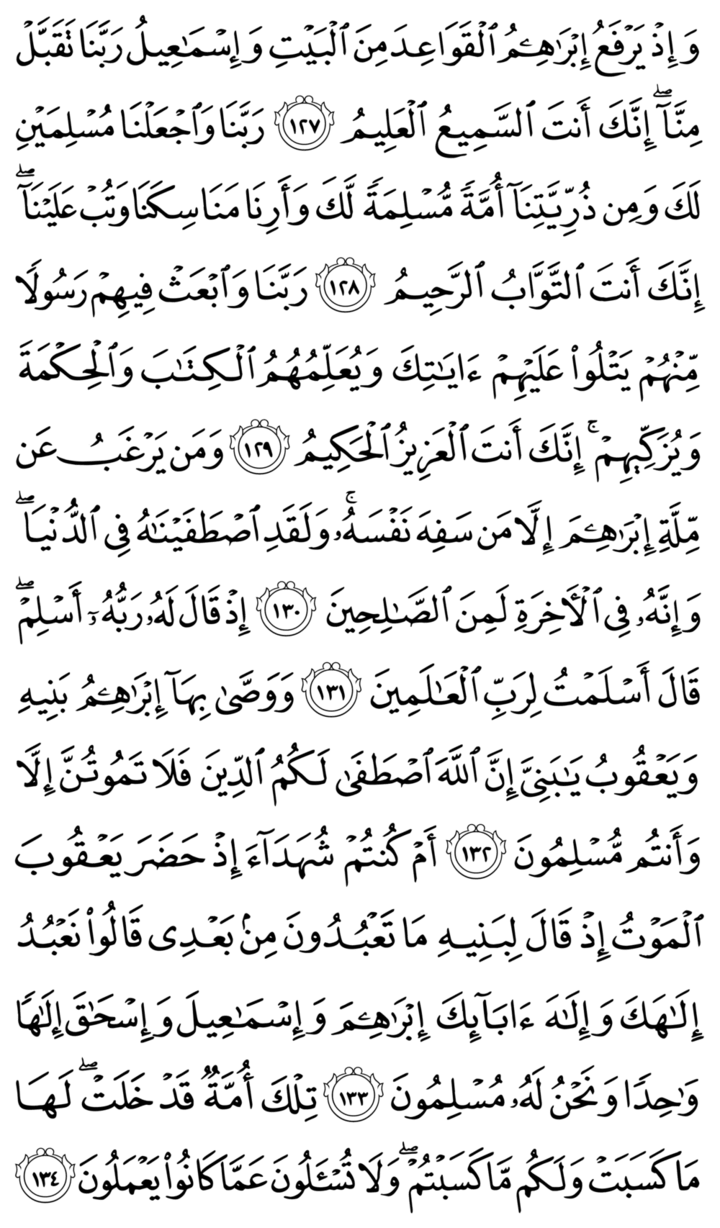 وَإِذْ يَرْفَعُ إِبْرَٰهِـۧمُ ٱلْقَوَاعِدَ مِنَ ٱلْبَيْتِ وَإِسْمَٰعِيلُ رَبَّنَا تَقَبَّلْ
مِنَّآ ۖ إِنَّكَ أَنتَ ٱلسَّمِيعُ ٱلْعَلِيمُ ١٢٧ رَبَّنَا وَٱجْعَلْنَا مُسْلِمَيْنِ
لَكَ وَمِن ذُرِّيَّتِنَآ أُمَّةً مُّسْلِمَةً لَّكَ وَأَرِنَا مَنَاسِكَنَا وَتُبْ عَلَيْنَآ ۖ
إِنَّكَ أَنتَ ٱلتَّوَّابُ ٱلرَّحِيمُ ١٢٨ رَبَّنَا وَٱبْعَثْ فِيهِمْ رَسُولًا
مِّنْهُمْ يَتْلُوا۟ عَلَيْهِمْ ءَايَٰتِكَ وَيُعَلِّمُهُمُ ٱلْكِتَٰبَ وَٱلْحِكْمَةَ
وَيُزَكِّيهِمْ ۚ إِنَّكَ أَنتَ ٱلْعَزِيزُ ٱلْحَكِيمُ ١٢٩ وَمَن يَرْغَبُ عَن
مِّلَّةِ إِبْرَٰهِـۧمَ إِلَّا مَن سَفِهَ نَفْسَهُۥ ۚ وَلَقَدِ ٱصْطَفَيْنَٰهُ فِى ٱلدُّنْيَا ۖ
وَإِنَّهُۥ فِى ٱلْـَٔاخِرَةِ لَمِنَ ٱلصَّٰلِحِينَ ١٣٠ إِذْ قَالَ لَهُۥ رَبُّهُۥٓ أَسْلِمْ ۖ
قَالَ أَسْلَمْتُ لِرَبِّ ٱلْعَٰلَمِينَ ١٣١ وَوَصَّىٰ بِهَآ إِبْرَٰهِـۧمُ بَنِيهِ
وَيَعْقُوبُ يَٰبَنِىَّ إِنَّ ٱللَّهَ ٱصْطَفَىٰ لَكُمُ ٱلدِّينَ فَلَا تَمُوتُنَّ إِلَّا
وَأَنتُم مُّسْلِمُونَ ١٣٢ أَمْ كُنتُمْ شُهَدَآءَ إِذْ حَضَرَ يَعْقُوبَ
ٱلْمَوْتُ إِذْ قَالَ لِبَنِيهِ مَا تَعْبُدُونَ مِنۢ بَعْدِى قَالُوا۟ نَعْبُدُ
إِلَٰهَكَ وَإِلَٰهَ ءَابَآئِكَ إِبْرَٰهِـۧمَ وَإِسْمَٰعِيلَ وَإِسْحَٰقَ إِلَٰهًا
وَٰحِدًا وَنَحْنُ لَهُۥ مُسْلِمُونَ ١٣٣ تِلْكَ أُمَّةٌ قَدْ خَلَتْ ۖ لَهَا
مَا كَسَبَتْ وَلَكُم مَّا كَسَبْتُمْ ۖ وَلَا تُسْـَٔلُونَ عَمَّا كَانُوا۟ يَعْمَلُونَ ١٣٤